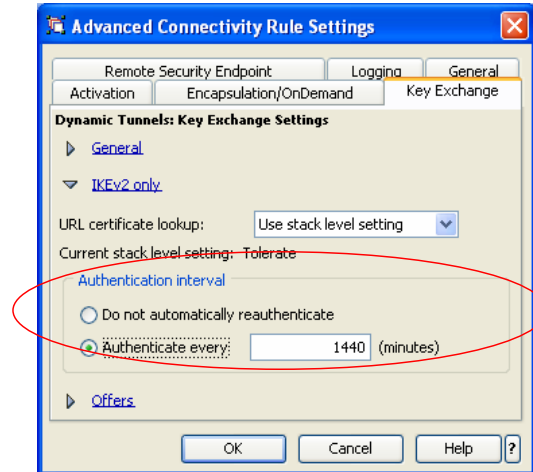 Advanced Connectivity Rule Settings
Remote Security Endpoint Logging General
Activation Encapsulation/OnDemand Key Exchange
Dynamic Tunnels: Key Exchange Settings
General
IKEv2 only
URL certificate lookup: Use stack level setting
Current stack level setting: Tolerate
Authentication interval
Do not automatically reauthenticate
Authenticate every: 1440 (minutes)
Offers
OK Cancel Help ?